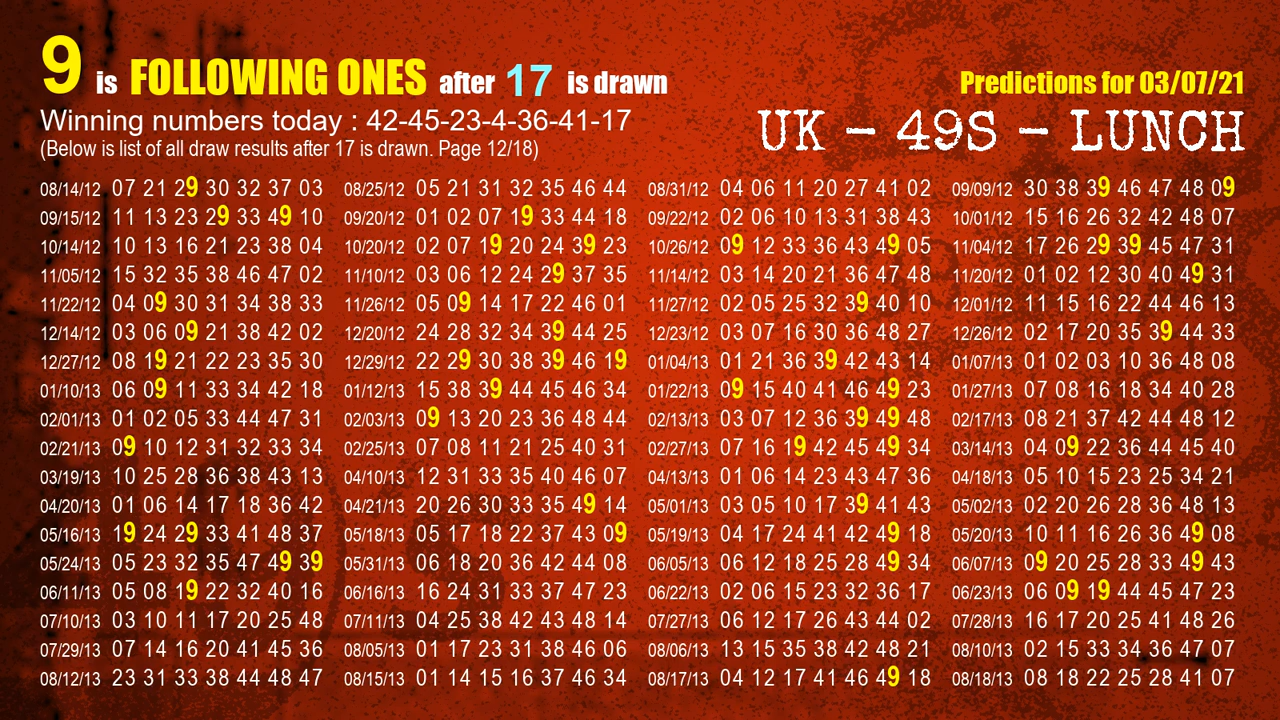 9 is FOLLOWING ONES after 17 is drawn
Predictions for 03/07/21
Winning numbers today : 42-45-23-4-36-41-17
UK - 49S - LUNCH
(Below is list of all draw results after 17 is drawn. Page 12/18)
08/14/12 07 21 29 30 32 37 03 08/25/12 05 21 31 32 35 46 44 08/31/12 04 06 11 20 27 41 02 09/09/12 30 38 39 46 47 48 09
09/15/12 11 13 23 29 33 49 10 09/20/12 01 02 07 19 33 44 18 09/22/12 02 06 10 13 31 38 43 10/01/12 15 16 26 32 42 48 07
10/14/12 10 13 16 21 23 38 04 10/20/12 02 07 19 20 24 39 23 10/26/12 09 12 33 36 43 49 05 11/04/12 17 26 29 39 45 47 31
11/05/12 15 32 35 38 46 47 02 11/10/12 03 06 12 24 29 37 35 11/14/12 03 14 20 21 36 47 48 11/20/12 01 02 12 30 40 49 31
11/22/12 04 09 30 31 34 38 33 11/26/12 05 09 14 17 22 46 01 11/27/12 02 05 25 32 39 40 10 12/01/12 11 15 16 22 44 46 13
12/14/12 03 06 09 21 38 42 02 12/20/12 24 28 32 34 39 44 25 12/23/12 03 07 16 30 36 48 27 12/26/12 02 17 20 35 39 44 33
12/27/12 08 19 21 22 23 35 30 12/29/12 22 29 30 38 39 46 19 01/04/13 01 21 36 39 42 43 14 01/07/13 01 02 03 10 36 48 08
01/10/13 06 09 11 33 34 42 18 01/12/13 15 38 39 44 45 46 34 01/22/13 09 15 40 41 46 49 23 01/27/13 07 08 16 18 34 40 28
02/01/13 01 02 05 33 44 47 31 02/03/13 09 13 20 23 36 48 44 02/13/13 03 07 12 36 39 49 48 02/17/13 08 21 37 42 44 48 12
02/21/13 09 10 12 31 32 33 34 02/25/13 07 08 11 21 25 40 31 02/27/13 07 16 19 42 45 49 34 03/14/13 04 09 22 36 44 45 40
03/19/13 10 25 28 36 38 43 13 04/10/13 12 31 33 35 40 46 07 04/13/13 01 06 14 23 43 47 36 04/18/13 05 10 15 23 25 34 21
04/20/13 01 06 14 17 18 36 42 04/21/13 20 26 30 33 35 49 14 05/01/13 03 05 10 17 39 41 43 05/02/13 02 20 26 28 36 48 13
05/16/13 19 24 29 33 41 48 37 05/18/13 05 17 18 22 37 43 09 05/19/13 04 17 24 41 42 49 18 05/20/13 10 11 16 26 36 49 08
05/24/13 05 23 32 35 47 49 39 05/31/13 06 18 20 36 42 44 08 06/05/13 06 12 18 25 28 49 34 06/07/13 09 20 25 28 33 49 43
06/11/13 05 08 19 22 32 40 16 06/16/13 16 24 31 33 37 47 23 06/22/13 02 06 15 23 32 36 17 06/23/13 06 09 19 44 45 47 23
07/10/13 03 10 11 17 20 25 48 07/11/13 04 25 38 42 43 48 14 07/27/13 06 12 17 26 43 44 02 07/28/13 16 17 20 25 41 48 26
07/29/13 07 14 16 20 41 45 36 08/05/13 01 17 23 31 38 46 06 08/06/13 13 15 35 38 42 48 21 08/10/13 02 15 33 34 36 47 04
08/12/13 23 31 33 38 44 48 47 08/15/13 01 14 15 16 37 46 34 08/17/13 04 12 17 41 46 49 18 08/18/13 08 18 22 25 28 41 07